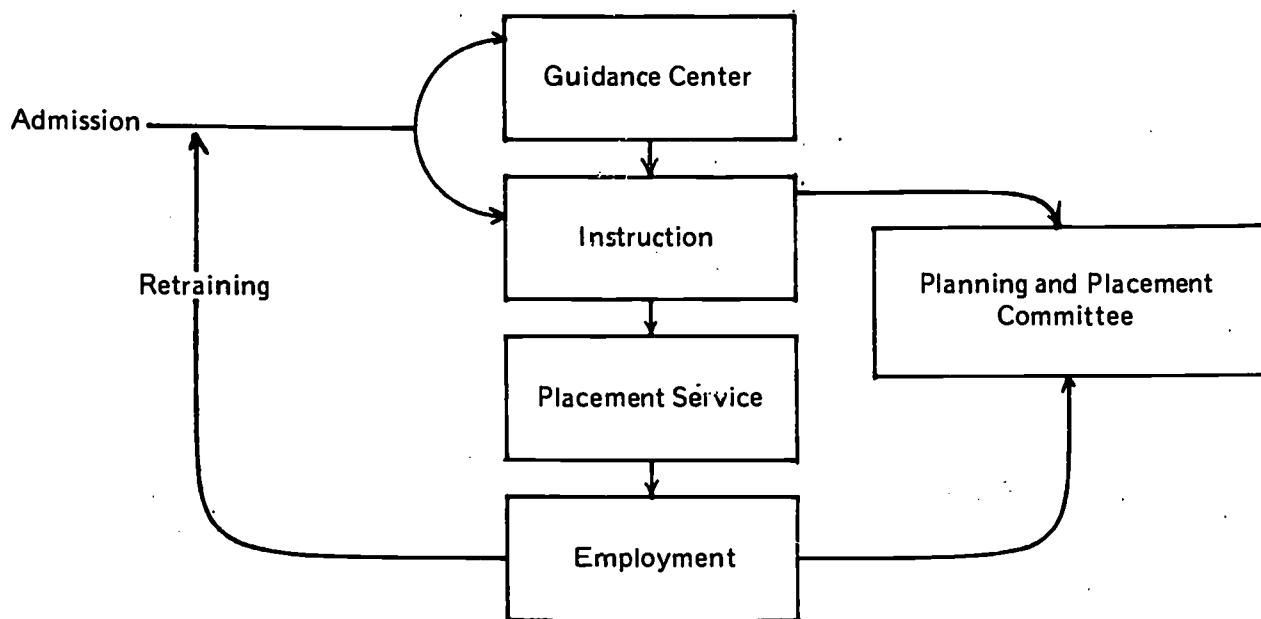 Guidance Center
Admission
Instruction
Retraining
Planning and Placement
Committee
Placement Service
Employment